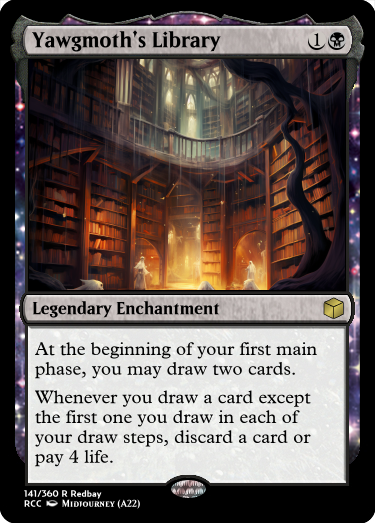 Yawgmoth's Library 1
Legendary Enchantment
At the beginning of your first main
phase, you may draw two cards.
Whenever you draw a card except
the first one you draw in each of
your draw steps, discard a card or
pay 4 life.
141/360 R Redbay
RCC Midjourney (A22)